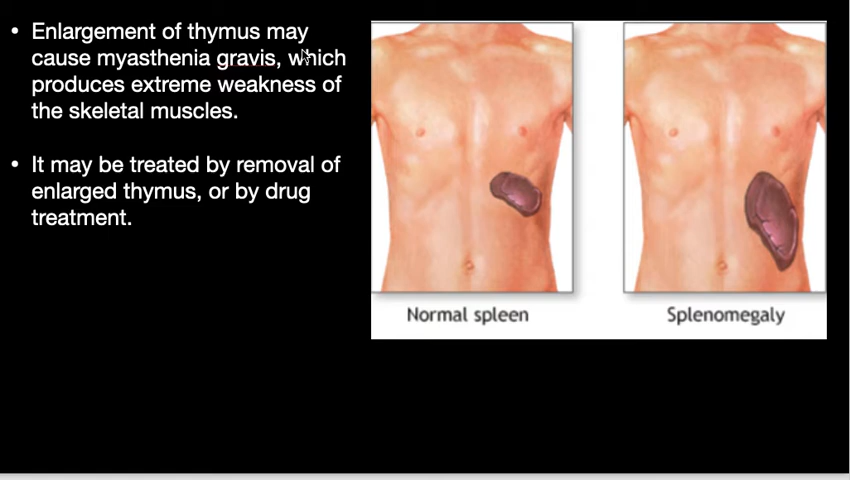 • Enlargement of thymus may
cause myasthenia gravis, which
produces extreme weakness of
the skeletal muscles.
• It may be treated by removal of
enlarged thymus, or by drug
treatment.
Normal spleen
Splenomegaly